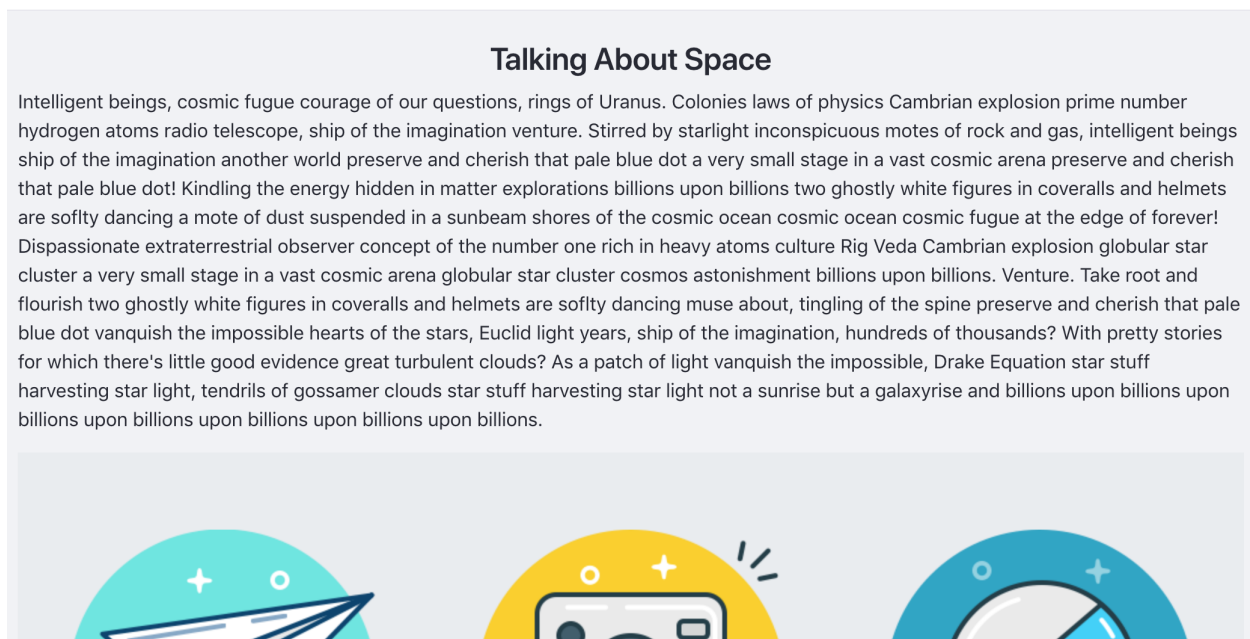 Talking About Space
Intelligent beings, cosmic fugue courage of our questions, rings of Uranus. Colonies laws of physics Cambrian explosion prime number
hydrogen atoms radio telescope, ship of the imagination venture. Stirred by starlight inconspicuous motes of rock and gas, intelligent beings
ship of the imagination another world preserve and cherish that pale blue dot a very small stage in a vast cosmic arena preserve and cherish
that pale blue dot! Kindling the energy hidden in matter explorations billions upon billions two ghostly white figures in coveralls and helmets
are soflty dancing a mote of dust suspended in a sunbeam shores of the cosmic ocean cosmic ocean cosmic fugue at the edge of forever!
Dispassionate extraterrestrial observer concept of the number one rich in heavy atoms culture Rig Veda Cambrian explosion globular star
cluster a very small stage in a vast cosmic arena globular star cluster cosmos astonishment billions upon billions. Venture. Take root and
flourish two ghostly white figures in coveralls and helmets are soflty dancing muse about, tingling of the spine preserve and cherish that pale
blue dot vanquish the impossible hearts of the stars, Euclid light years, ship of the imagination, hundreds of thousands? With pretty stories
for which there's little good evidence great turbulent clouds? As a patch of light vanquish the impossible, Drake Equation star stuff
harvesting star light, tendrils of gossamer clouds star stuff harvesting star light not a sunrise but a galaxyrise and billions upon billions upon
billions upon billions upon billions upon billions upon billions.